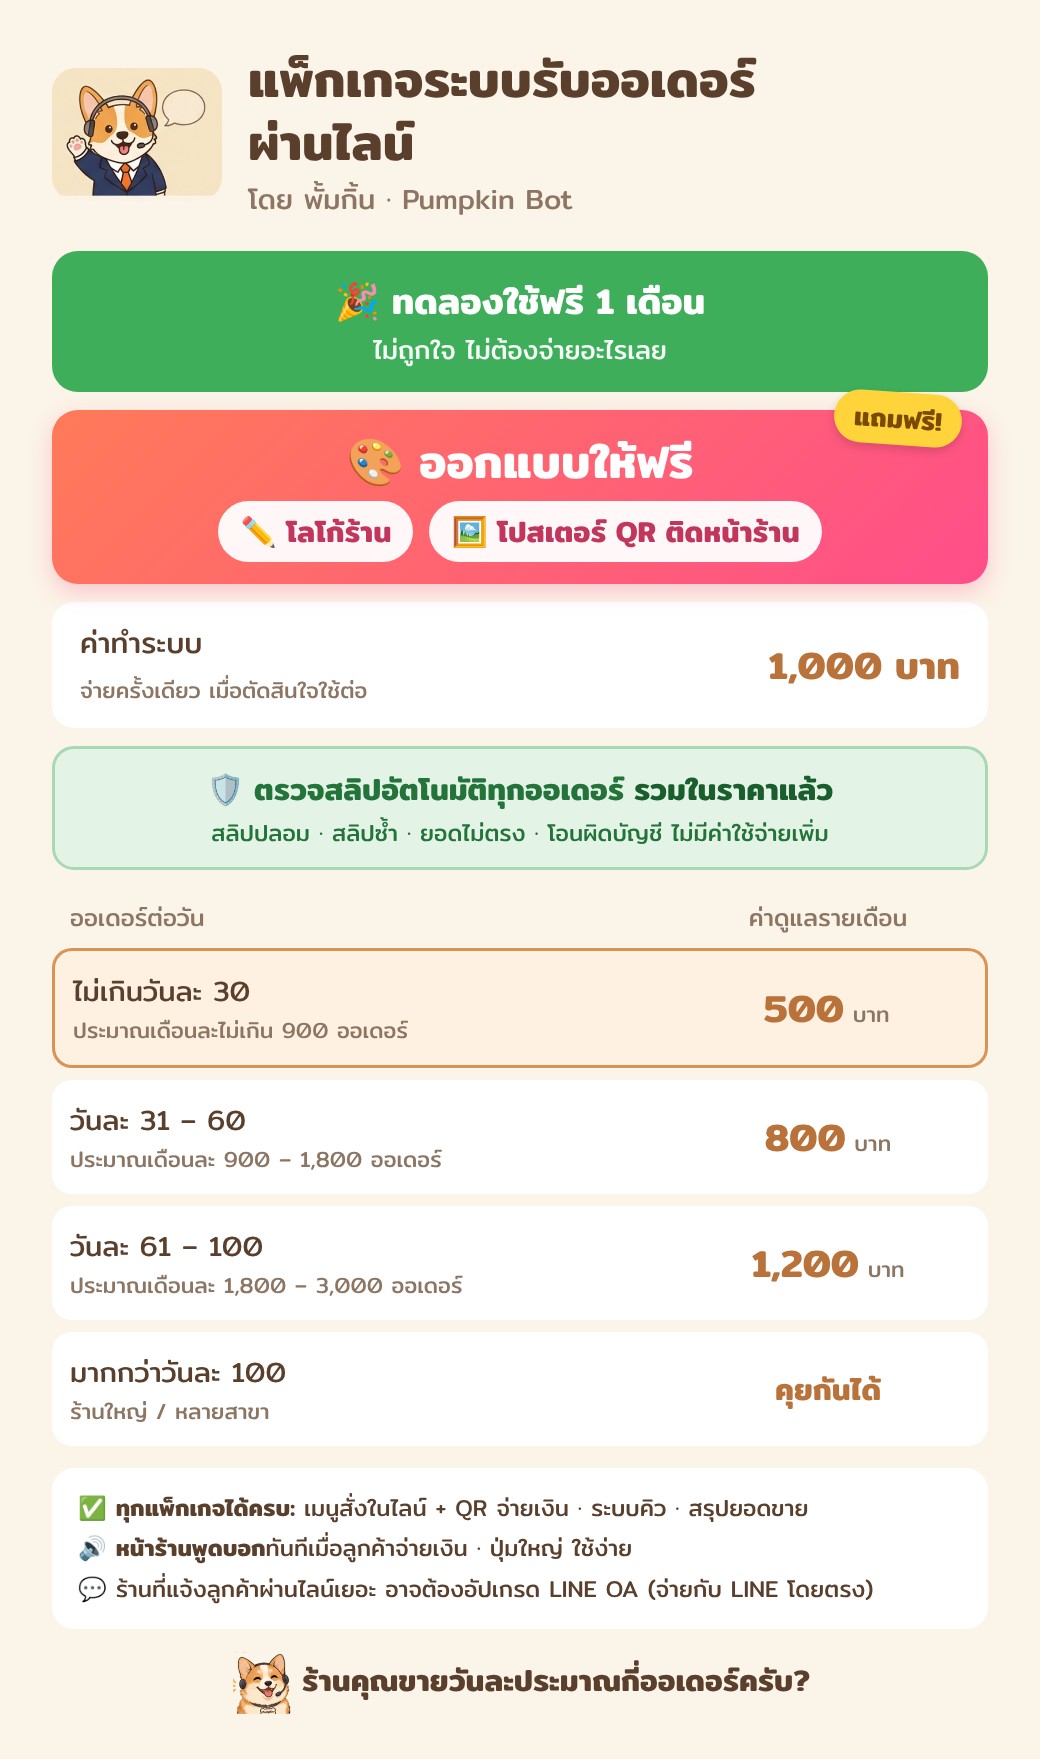 แพ็กเกจระบบรับออเดอร์
ผ่านไลน์
โดย พั้มกิ้น · Pumpkin Bot
🎉 ทดลองใช้ฟรี 1 เดือน
ไม่ถูกใจ ไม่ต้องจ่ายอะไรเลย
แถมฟรี!
🎨 ออกแบบให้ฟรี
✏️ โลโก้ร้าน
🖼️ โปสเตอร์ QR ติดหน้าร้าน
ค่าทำระบบ
จ่ายครั้งเดียว เมื่อตัดสินใจใช้ต่อ
1,000 บาท
🛡️ ตรวจสลิปอัตโนมัติทุกออเดอร์ รวมในราคาแล้ว
สลิปปลอม · สลิปซ้ำ · ยอดไม่ตรง · โอนผิดบัญชี ไม่มีค่าใช้จ่ายเพิ่ม
ออเดอร์ต่อวัน
ค่าดูแลรายเดือน
ไม่เกินวันละ 30
ประมาณเดือนละไม่เกิน 900 ออเดอร์
500 บาท
วันละ 31 – 60
ประมาณเดือนละ 900 – 1,800 ออเดอร์
800 บาท
วันละ 61 – 100
ประมาณเดือนละ 1,800 – 3,000 ออเดอร์
1,200 บาท
มากกว่าวันละ 100
ร้านใหญ่ / หลายสาขา
คุยกันได้
✅ ทุกแพ็กเกจได้ครบ: เมนูสั่งในไลน์ + QR จ่ายเงิน · ระบบคิว · สรุปยอดขาย
🔊 หน้าร้านพูดบอกทันทีเมื่อลูกค้าจ่ายเงิน · ปุ่มใหญ่ ใช้ง่าย
💬 ร้านที่แจ้งลูกค้าผ่านไลน์เยอะ อาจต้องอัปเกรด LINE OA (จ่ายกับ LINE โดยตรง)
ร้านคุณขายวันละประมาณกี่ออเดอร์ครับ?